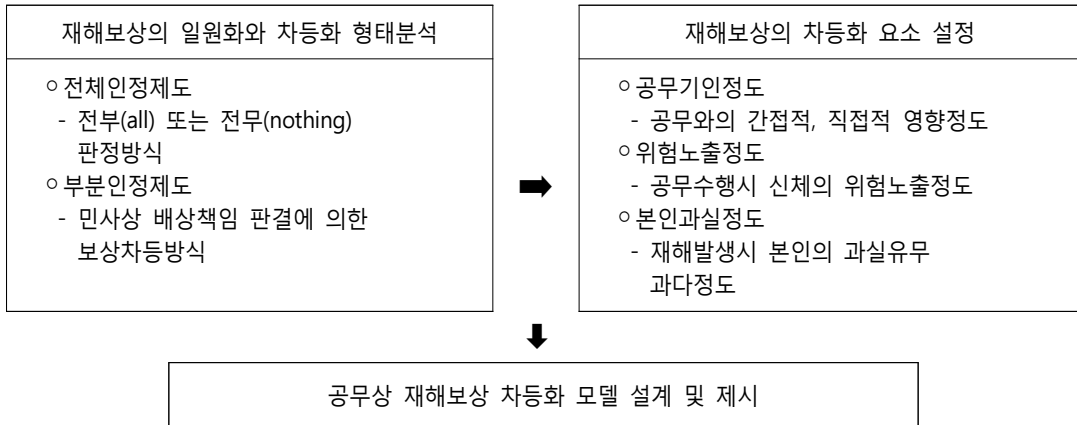 재해보상의 일원화와 차등화 형태분석
○전체인정제도
- 전부(all) 또는 전무(nothing)
판정방식
○부분인정제도
- 민사상 배상책임 판결에 의한
보상차등방식
재해보상의 차등화 요소 설정
○공무기인정도
- 공무와의 간접적, 직접적 영향정도
○위험노출정도
- 공무수행시 신체의 위험노출정도
○본인과실정도
- 재해발생시 본인의 과실유무
과다정도
공무상 재해보상 차등화 모델 설계 및 제시